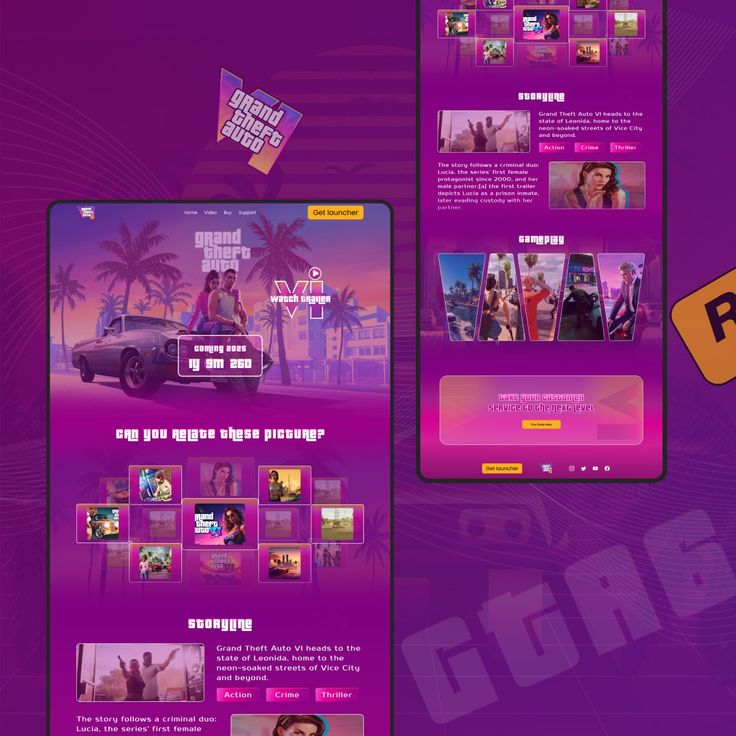 grand
theft
auto
VI
Home Video Buy Support
Get launcher
grand
theft
auto
VI
WATCH TRAILER
COMING 2025
1Y 9M 26D
CAN YOU RELATE THESE PICTURE?
GRAND
THEFT
AUTO VI
STORYLINE
Grand Theft Auto VI heads to the
state of Leonida, home to the
neon-soaked streets of Vice City
and beyond.
Action Crime Thriller
The story follows a criminal duo:
Lucia, the series' first female
STORYLINE
Grand Theft Auto VI heads to the
state of Leonida, home to the
neon-soaked streets of Vice City
and beyond.
Action Crime Thriller
The story follows a criminal duo:
Lucia, the series' first female
protagonist since 2000, and her
male partner;[a] the first trailer
depicts Lucia as a prison inmate,
later evading custody with her
partner.
Gameplay
TAKE YOUR CUSTOMER
SERVICE TO THE NEXT LEVEL
Pre-Order Now
Get launcher
R
GTA6